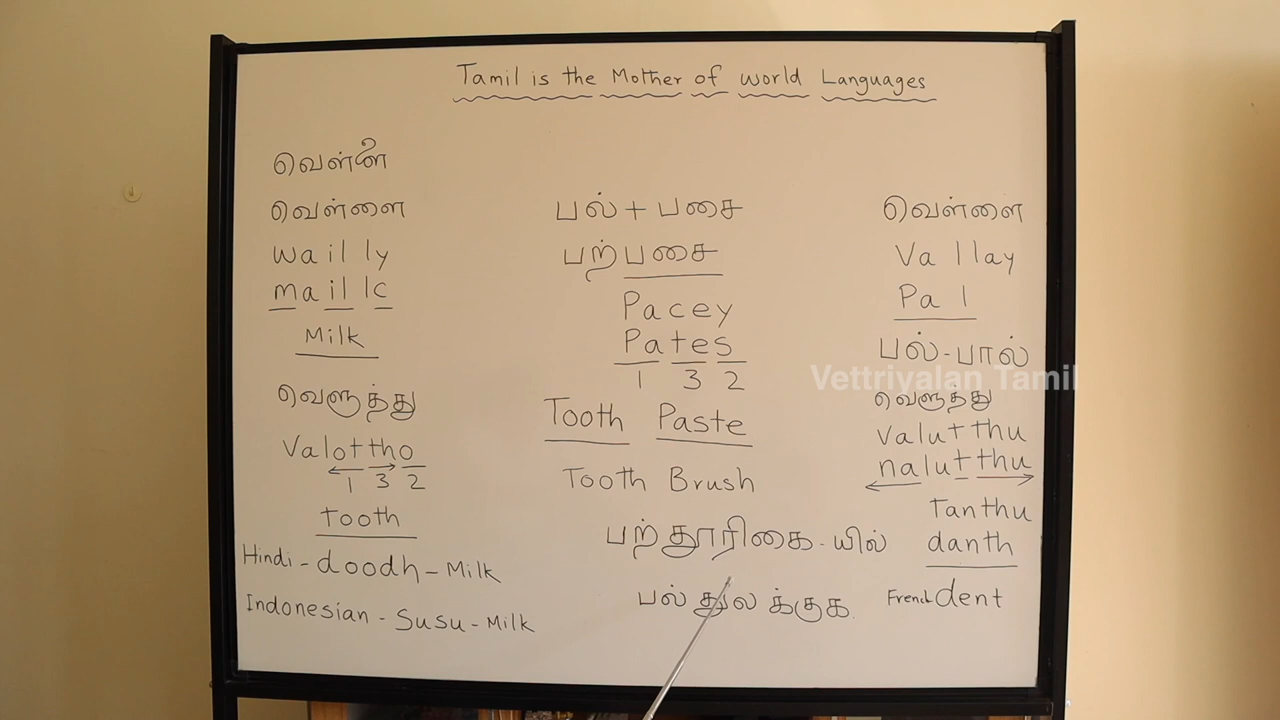 Tamil is the Mother of world Languages
வெள்ளை
வெள்ளை
wailly
maillc
Milk
வெளுத்து
Valottho
1 3 2
tooth
Hindi - doodh - Milk
Indonesian - Susu - Milk
பல் + பசை
பற்பசை
Pacey
Pates
1 3 2
Tooth Paste
Tooth Brush
பற்தூரிகை - யில்
பல் துல க்குக.
வெள்ளை
Vallay
Pal
பல் - பால்
Vettriyalan Tamil
வெளுத்து
Valutthu
nalutthu
Tanthu
danth
French dent